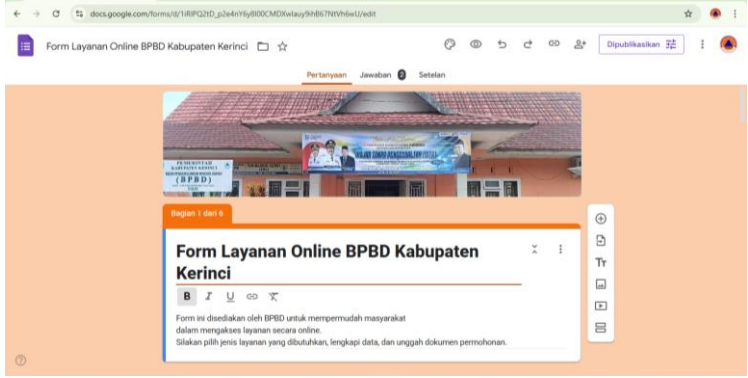 docs.google.com/forms/d/1iRlPQ2tD_p2e4nY6y8I00CMDXwtauy9ihB67NtVh6wU/edit
Form Layanan Online BPBD Kabupaten Kerinci
Dipublikasikan
Pertanyaan Jawaban Setelan
PEMERINTAH
KABUPATEN KERINCI
(BPBD)
Bagian 1 dari 6
Form Layanan Online BPBD Kabupaten
Kerinci
B I U
Form ini disediakan oleh BPBD untuk mempermudah masyarakat
dalam mengakses layanan secara online.
Silakan pilih jenis layanan yang dibutuhkan, lengkapi data, dan unggah dokumen permohonan.
Tт